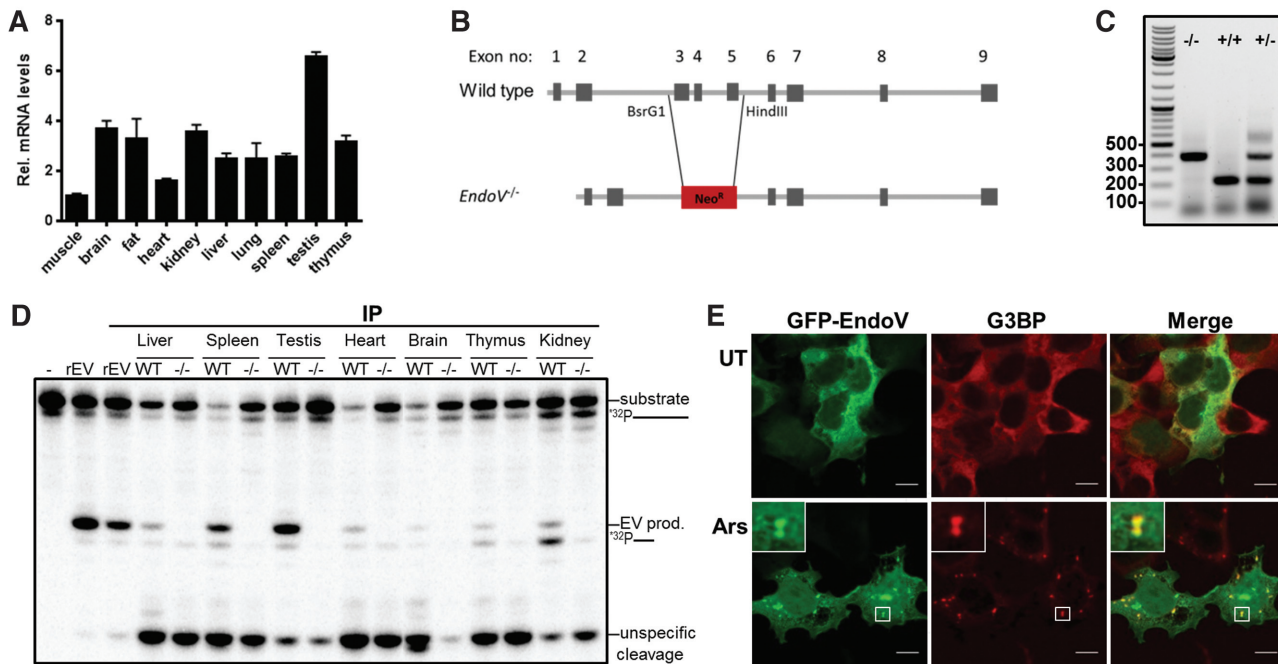 A
Rel. mRNA levels
8
6
4
2
0
muscle
brain
fat
heart
kidney
liver
lung
spleen
testis
thymus
B
Exon no: 1 2 3 4 5 6 7 8 9
Wild type
BsrG1 HindIII
EndoV-/-
NeoR
C
-/- +/+ +/-
500
300
200
100
D
IP
Liver Spleen Testis Heart Brain Thymus Kidney
- rEV rEV WT -/- WT -/- WT -/- WT -/- WT -/- WT -/- WT -/-
substrate
*32P
EV prod.
*32P
unspecific
cleavage
E
GFP-EndoV G3BP Merge
UT
Ars